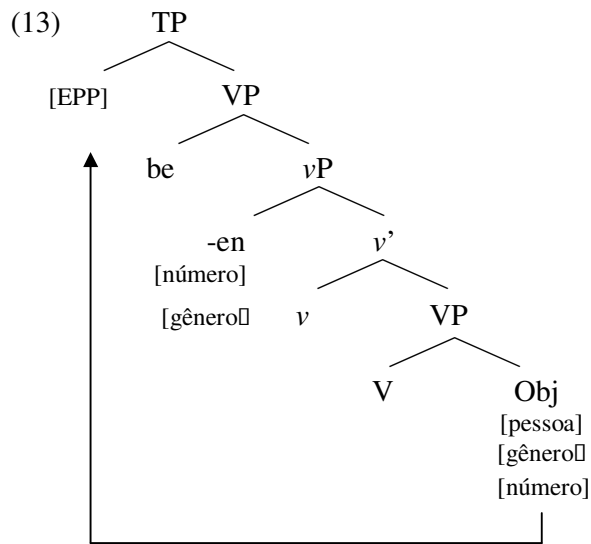 (13) TP
[EPP] VP
be vP
-en v’
[número]
[gênero▯ v VP
V Obj
[pessoa]
[gênero▯
[número]